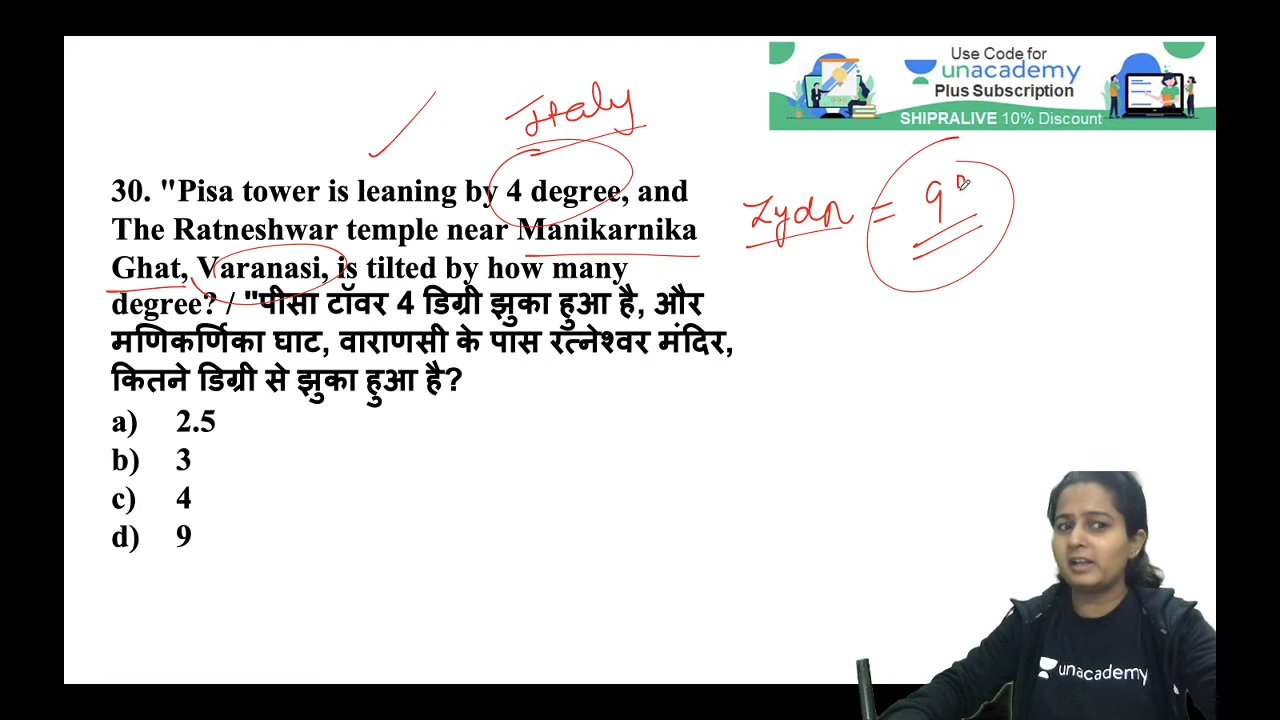 Use Code for
unacademy
Plus Subscription
SHIPRALIVE 10% Discount
Italy
30. "Pisa tower is leaning by 4 degree, and
The Ratneshwar temple near Manikarnika
Ghat, Varanasi, is tilted by how many
degree? / "पीसा टॉवर 4 डिग्री झुका हुआ है, और
मणिकर्णिका घाट, वाराणसी के पास रत्नेश्वर मंदिर,
कितने डिग्री से झुका हुआ है?
= 9°
a) 2.5
b) 3
c) 4
d) 9
unacademy